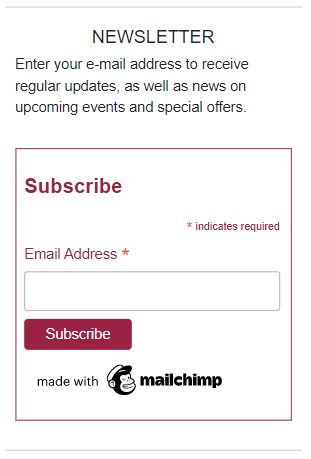 NEWSLETTER
Enter your e-mail address to receive
regular updates, as well as news on
upcoming events and special offers.
Subscribe
* indicates required
Email Address *
Subscribe
made with mailchimp